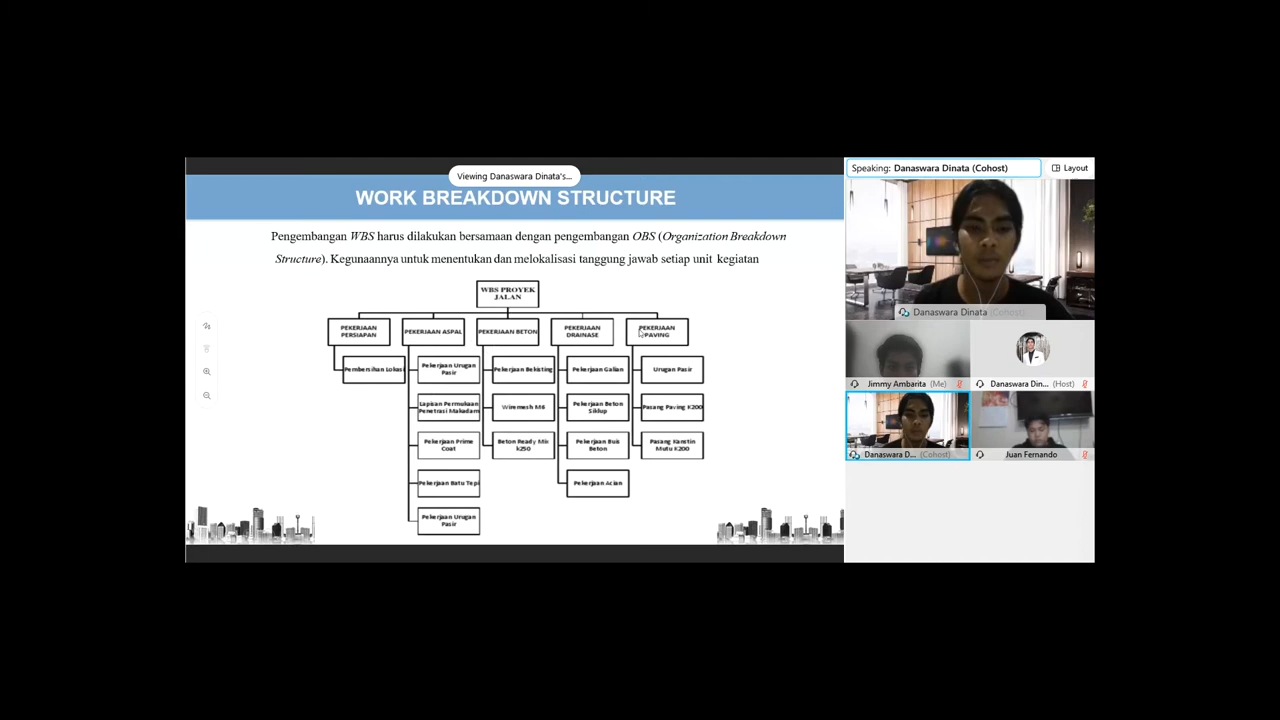 Viewing Danaswara Dinata's...
WORK BREAKDOWN STRUCTURE
Pengembangan WBS harus dilakukan bersamaan dengan pengembangan OBS (Organization Breakdown
Structure). Kegunaannya untuk menentukan dan melokalisasi tanggung jawab setiap unit kegiatan
WBS PROYEK
JALAN
PEKERJAAN
PERSIAPAN
Pembersihan Lokasi
PEKERJAAN ASPAL
Pekerjaan Urugan
Pasir
Lapisan Permukaan
Penetrasi Makadam
Pekerjaan Prime
Coat
Pekerjaan Batu Tepi
Pekerjaan Urugan
Pasir
PEKERJAAN BETON
Pekerjaan Bekisting
Wiremesh M6
Beton Ready Mix
k250
PEKERJAAN
DRAINASE
Pekerjaan Galian
Pekerjaan Beton
Siklup
Pekerjaan Buis
Beton
Pekerjaan Acian
PEKERJAAN
PAVING
Urugan Pasir
Pasang Paving K200
Pasang Kanstin
Mutu K200
Speaking: Danaswara Dinata (Cohost)
Layout
Danaswara Dinata (Cohost)
Jimmy Ambarita (Me)
Danaswara Din... (Host)
Danaswara D... (Cohost)
Juan Fernando